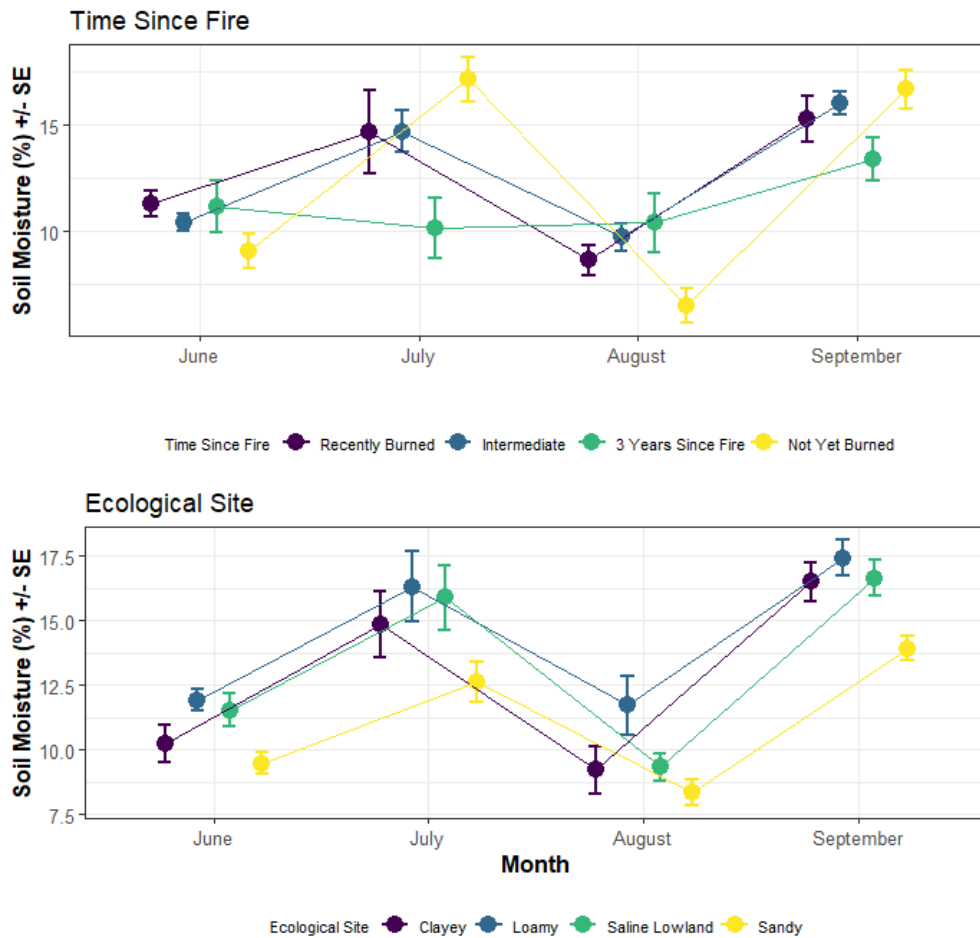 Time Since Fire
Soil Moisture (%) +/- SE
15
10
June July August September
Time Since Fire Recently Burned Intermediate 3 Years Since Fire Not Yet Burned
Ecological Site
Soil Moisture (%) +/- SE
17.5
15.0
12.5
10.0
7.5
June July August September
Month
Ecological Site Clayey Loamy Saline Lowland Sandy